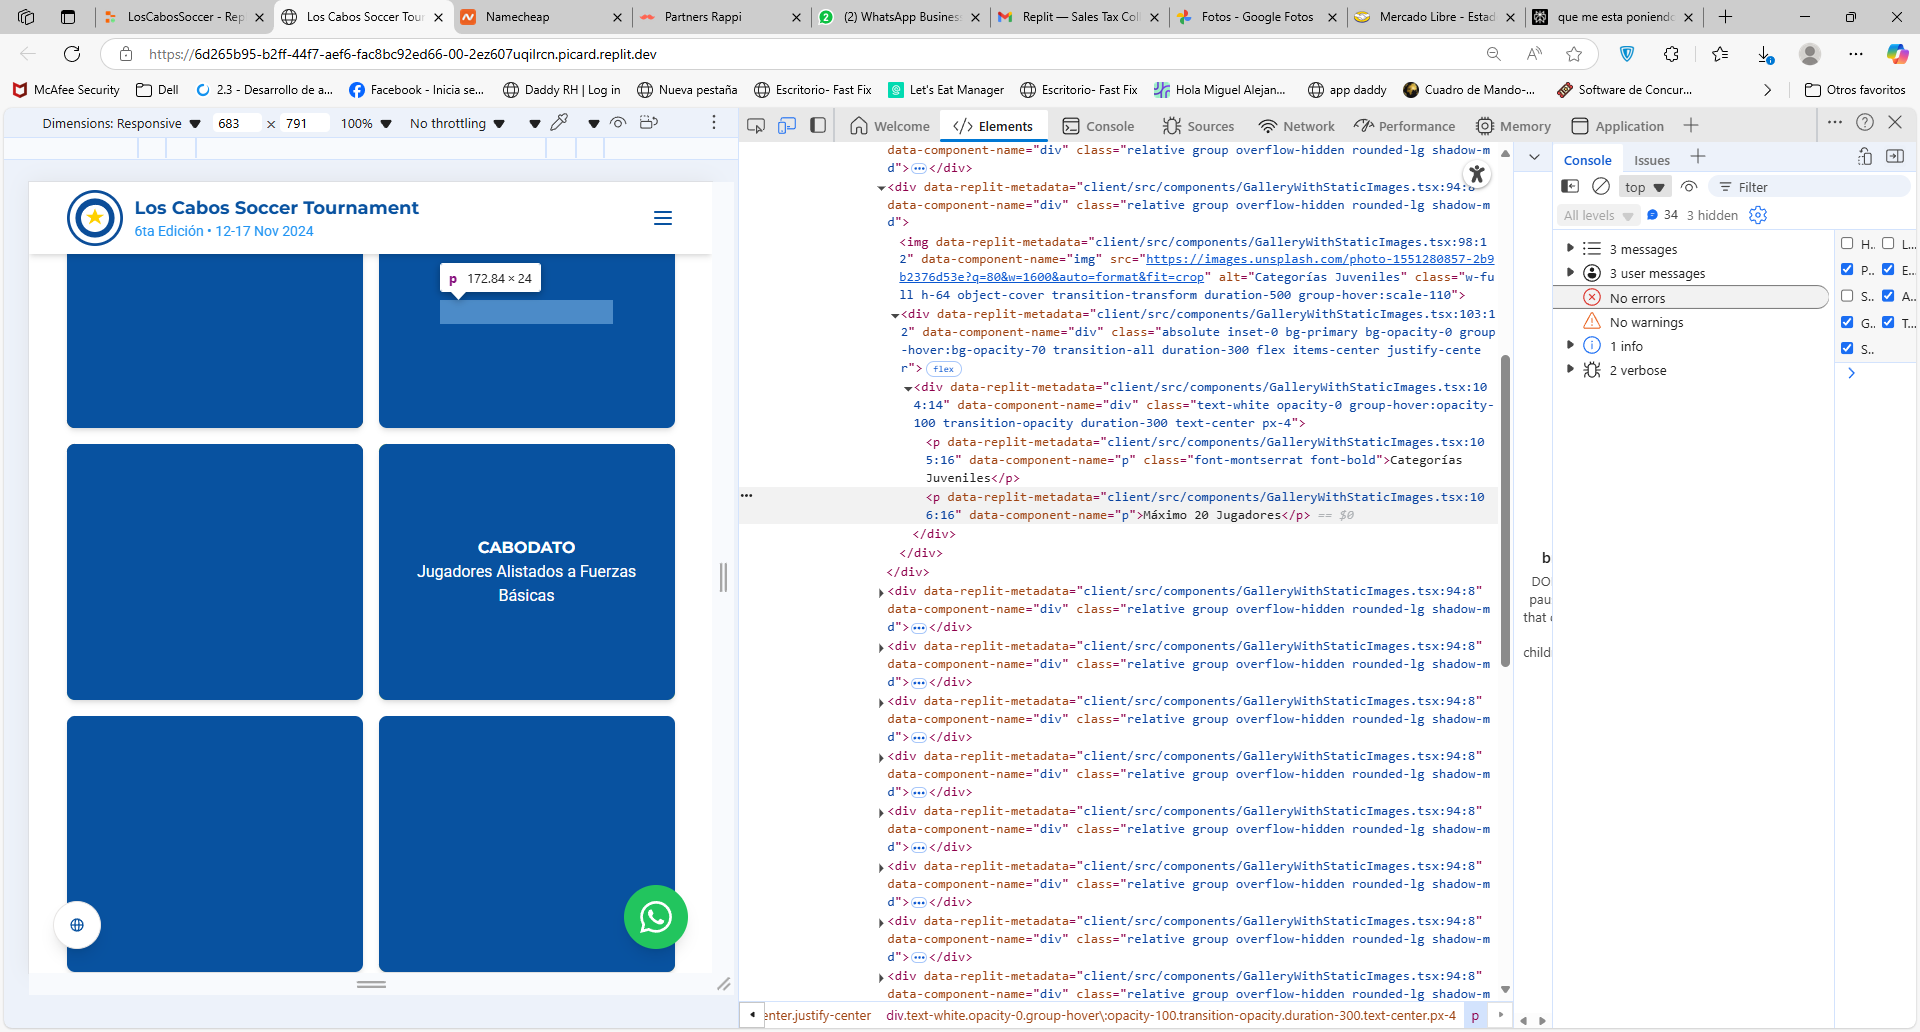 LosCabosSoccer - Rep
Los Cabos Soccer Tour
Namecheap
Partners Rappi
(2) WhatsApp Business
Replit — Sales Tax Coll
Fotos - Google Fotos
Mercado Libre - Estad
que me esta poniendo
https://6d265b95-b2ff-44f7-aef6-fac8bc92ed66-00-2ez607uqilrcn.picard.replit.dev
McAfee Security
Dell
2.3 - Desarrollo de a...
Facebook - Inicia se...
Daddy RH | Log in
Nueva pestaña
Escritorio- Fast Fix
Let's Eat Manager
Escritorio- Fast Fix
Hola Miguel Alejan...
app daddy
Cuadro de Mando-...
Software de Concur...
Otros favoritos
Dimensions: Responsive
683
x
791
100%
No throttling
Los Cabos Soccer Tournament
6ta Edición • 12-17 Nov 2024
p 172.84 × 24
CABODATO
Jugadores Alistados a Fuerzas
Básicas
Welcome
Elements
Console
Sources
Network
Performance
Memory
Application
data-component-name="div" class="relative group overflow-hidden rounded-lg shadow-m
d">…</div>
<div data-replit-metadata="client/src/components/GalleryWithStaticImages.tsx:94:8"
data-component-name="div" class="relative group overflow-hidden rounded-lg shadow-m
d">
<img data-replit-metadata="client/src/components/GalleryWithStaticImages.tsx:98:1
2" data-component-name="img" src="https://images.unsplash.com/photo-1551280857-2b9
b2376d53e?q=80&w=1600&auto=format&fit=crop" alt="Categorías Juveniles" class="w-fu
ll h-64 object-cover transition-transform duration-500 group-hover:scale-110">
<div data-replit-metadata="client/src/components/GalleryWithStaticImages.tsx:103:1
2" data-component-name="div" class="absolute inset-0 bg-primary bg-opacity-0 group
-hover:bg-opacity-70 transition-all duration-300 flex items-center justify-cente
r"> flex
<div data-replit-metadata="client/src/components/GalleryWithStaticImages.tsx:10
4:14" data-component-name="div" class="text-white opacity-0 group-hover:opacity-
100 transition-opacity duration-300 text-center px-4">
<p data-replit-metadata="client/src/components/GalleryWithStaticImages.tsx:10
5:16" data-component-name="p" class="font-montserrat font-bold">Categorías
Juveniles</p>
<p data-replit-metadata="client/src/components/GalleryWithStaticImages.tsx:10
6:16" data-component-name="p">Máximo 20 Jugadores</p> == $0
</div>
</div>
</div>
<div data-replit-metadata="client/src/components/GalleryWithStaticImages.tsx:94:8"
data-component-name="div" class="relative group overflow-hidden rounded-lg shadow-m
d">…</div>
<div data-replit-metadata="client/src/components/GalleryWithStaticImages.tsx:94:8"
data-component-name="div" class="relative group overflow-hidden rounded-lg shadow-m
d">…</div>
<div data-replit-metadata="client/src/components/GalleryWithStaticImages.tsx:94:8"
data-component-name="div" class="relative group overflow-hidden rounded-lg shadow-m
d">…</div>
<div data-replit-metadata="client/src/components/GalleryWithStaticImages.tsx:94:8"
data-component-name="div" class="relative group overflow-hidden rounded-lg shadow-m
d">…</div>
<div data-replit-metadata="client/src/components/GalleryWithStaticImages.tsx:94:8"
data-component-name="div" class="relative group overflow-hidden rounded-lg shadow-m
d">…</div>
<div data-replit-metadata="client/src/components/GalleryWithStaticImages.tsx:94:8"
data-component-name="div" class="relative group overflow-hidden rounded-lg shadow-m
d">…</div>
<div data-replit-metadata="client/src/components/GalleryWithStaticImages.tsx:94:8"
data-component-name="div" class="relative group overflow-hidden rounded-lg shadow-m
d">…</div>
<div data-replit-metadata="client/src/components/GalleryWithStaticImages.tsx:94:8"
data-component-name="div" class="relative group overflow-hidden rounded-lg shadow-m
enter.justify-center
div.text-white.opacity-0.group-hover\:opacity-100.transition-opacity.duration-300.text-center.px-4
p
b
DO
pau
that
child
Console
Issues
top
Filter
All levels
34
3 hidden
3 messages
3 user messages
No errors
No warnings
1 info
2 verbose
H..
L...
P..
E...
S..
A...
G..
T...
S..